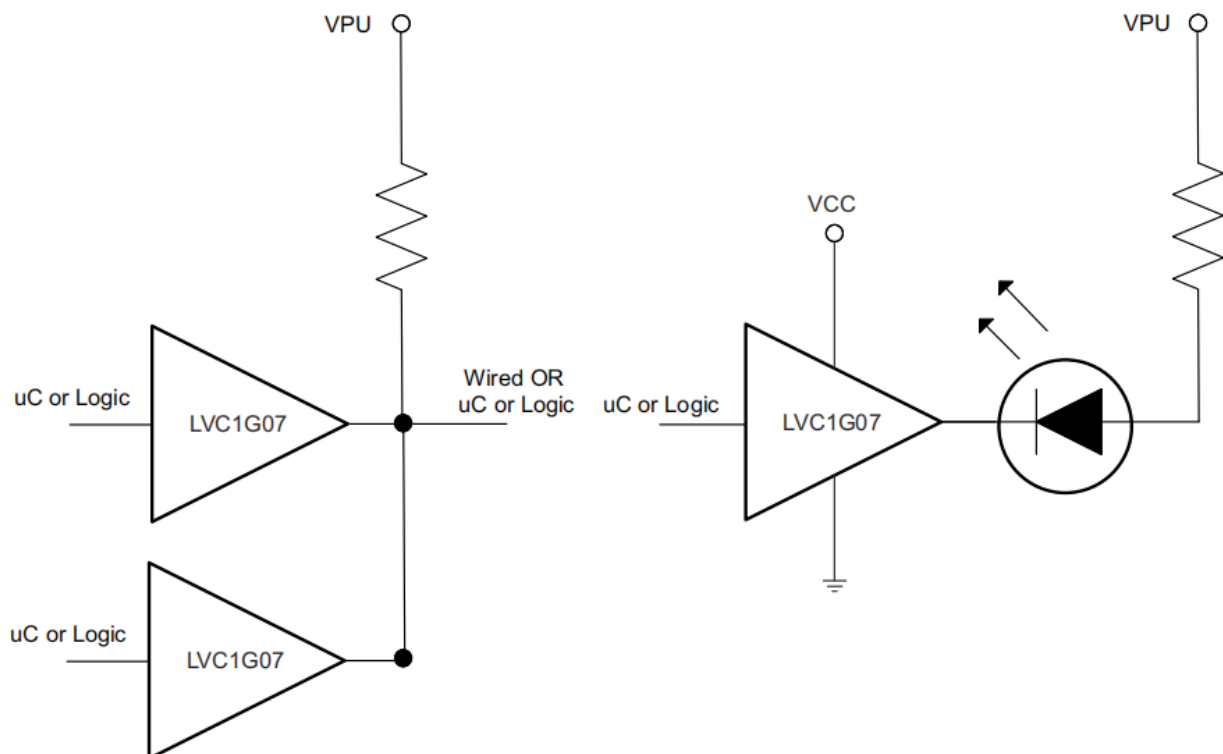 VPU
uC or Logic
LVC1G07
Wired OR
uC or Logic
uC or Logic
LVC1G07
VPU
VCC
uC or Logic
LVC1G07